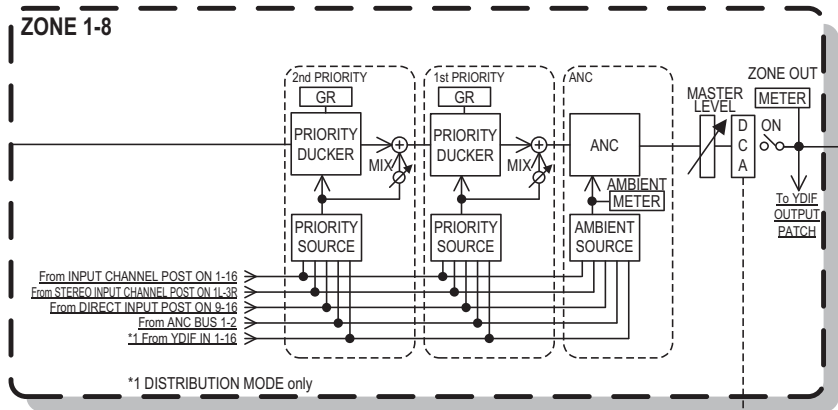 ZONE 1-8
2nd PRIORITY
GR
PRIORITY
DUCKER
MIX
PRIORITY
SOURCE
1st PRIORITY
GR
PRIORITY
DUCKER
MIX
PRIORITY
SOURCE
ANC
ANC
AMBIENT
METER
AMBIENT
SOURCE
MASTER
LEVEL
D
C
A
ON
ZONE OUT
METER
To YDIF
OUTPUT
PATCH
From INPUT CHANNEL POST ON 1-16
From STEREO INPUT CHANNEL POST ON 1L-3R
From DIRECT INPUT POST ON 9-16
From ANC BUS 1-2
*1 From YDIF IN 1-16
*1 DISTRIBUTION MODE only